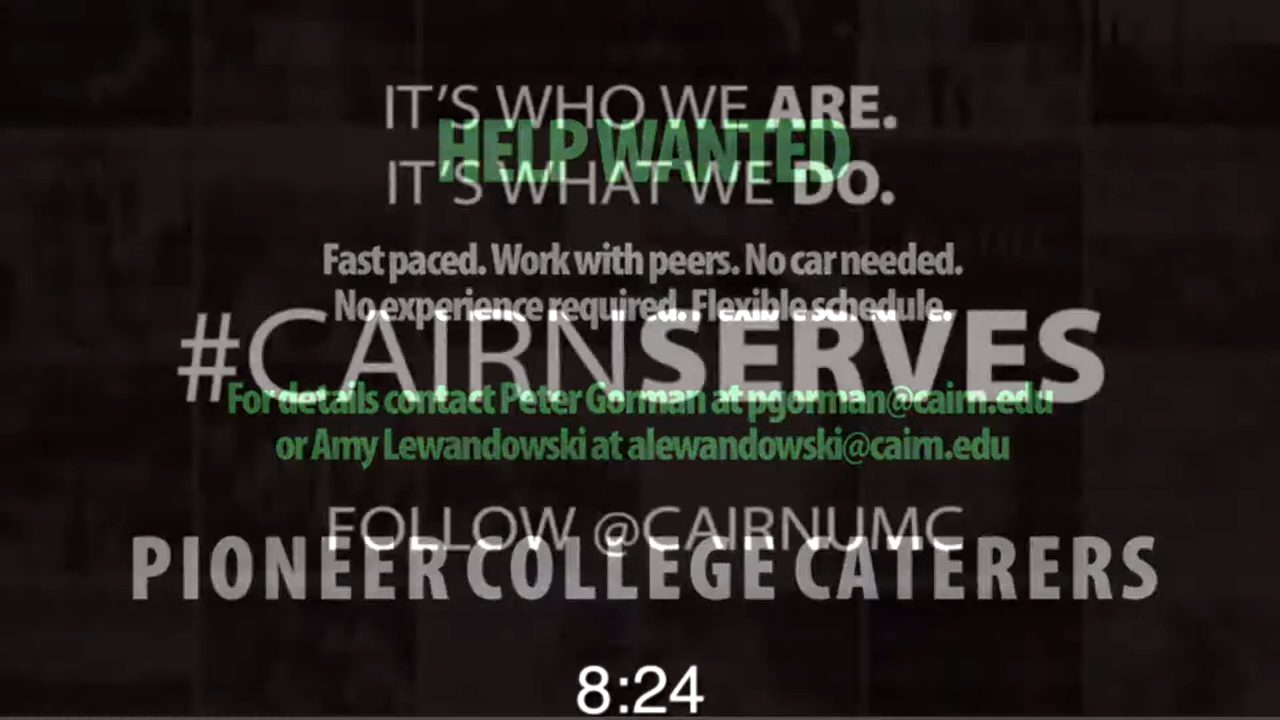 IT'S WHO WE ARE.
HELP WANTED
IT'S WHAT WE DO.
Fast paced. Work with peers. No car needed.
No experience required. Flexible schedule.
#CAIRNSERVES
For details contact Peter Gorman at pgorman@cairn.edu
or Amy Lewandowski at alewandowski@cairn.edu
FOLLOW @CAIRNUMC
PIONEER COLLEGE CATERERS
8:24